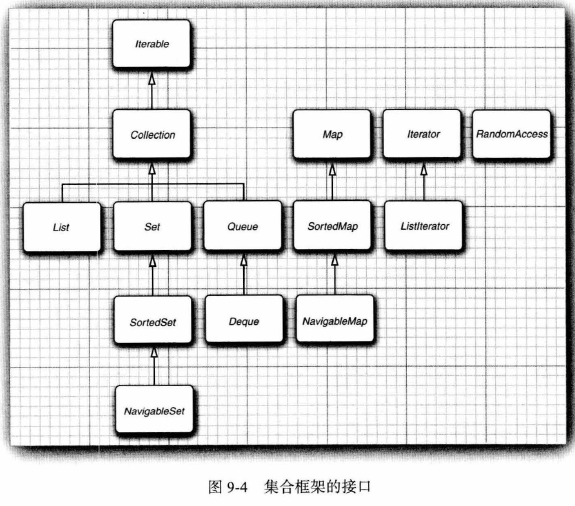 Iterable
Collection
Map
Iterator
RandomAccess
List
Set
Queue
SortedMap
ListIterator
SortedSet
Deque
NavigableMap
NavigableSet
图 9-4 集合框架的接口